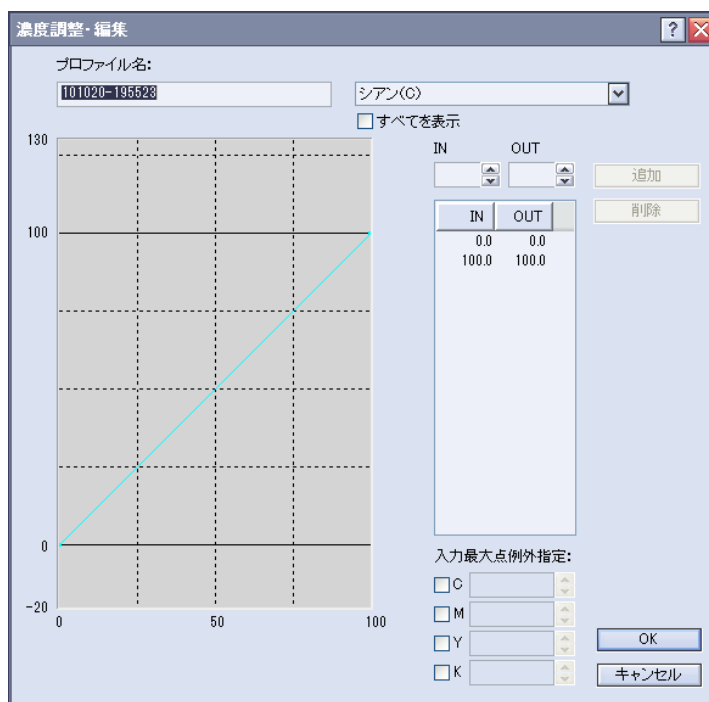 濃度調整・編集
プロファイル名:
101020-195523
シアン(C)
すべてを表示
IN OUT
追加
削除
IN OUT
0.0 0.0
100.0 100.0
130
100
0
-20
0 50 100
入力最大点例外指定:
C
M
Y
K
OK
キャンセル